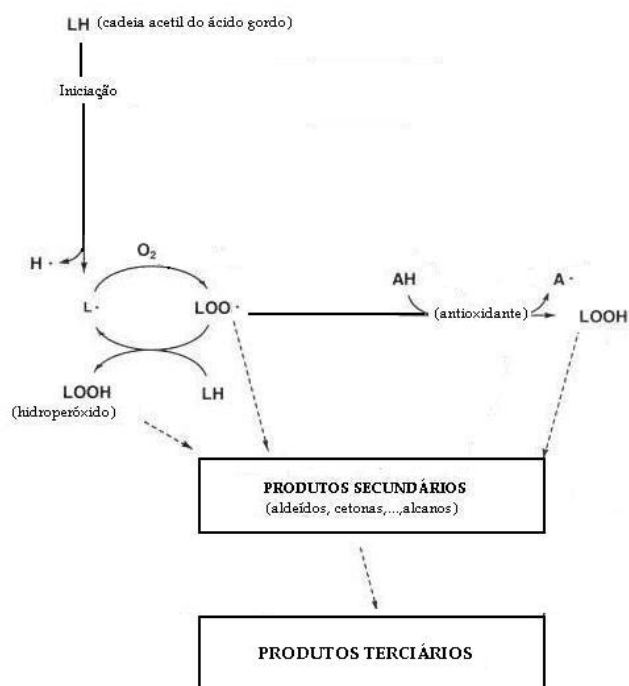 LH (cadeia acetil do ácido gordo)
Iniciação
H · O₂
AH A ·
L · LOO · (antioxidante) LOOH
LOOH LH
(hidroperóxido)
PRODUTOS SECUNDÁRIOS
(aldeídos, cetonas,...,alcanos)
PRODUTOS TERCIÁRIOS